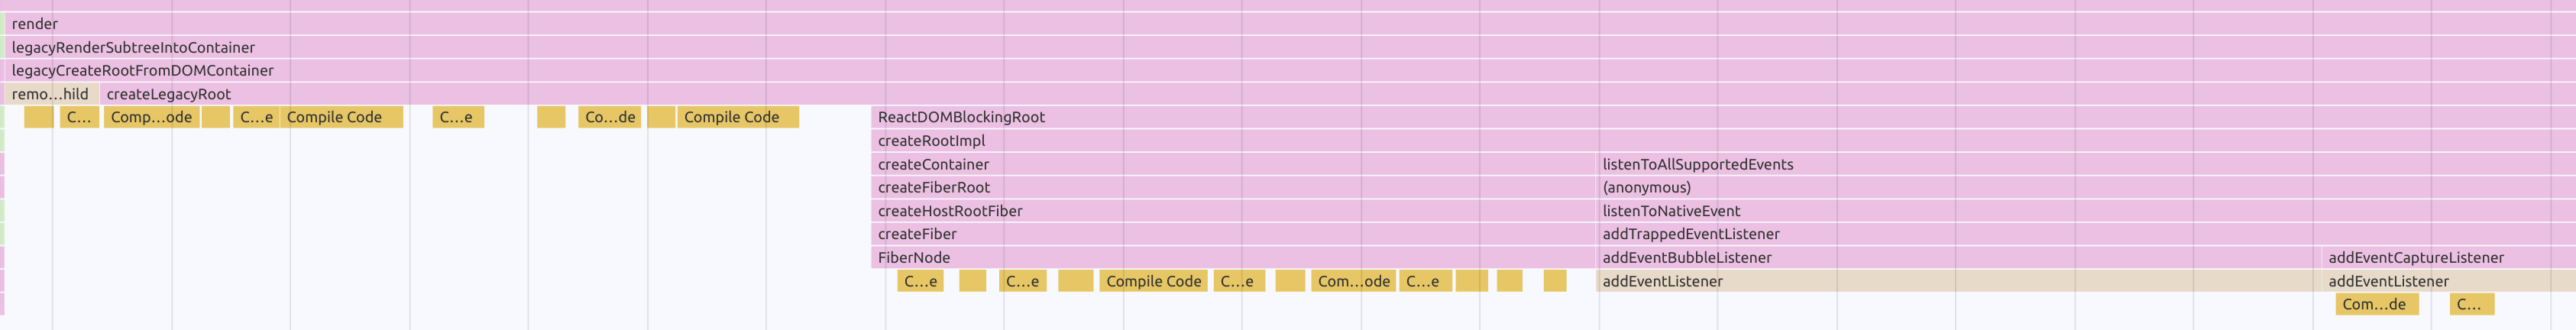 render
legacyRenderSubtreeIntoContainer
legacyCreateRootFromDOMContainer
remo…hild createLegacyRoot
C… Comp…ode C…e Compile Code C…e Co…de Compile Code ReactDOMBlockingRoot
createRootImpl
createContainer listenToAllSupportedEvents
createFiberRoot (anonymous)
createHostRootFiber listenToNativeEvent
createFiber addTrappedEventListener
FiberNode addEventBubbleListener addEventCaptureListener
C…e C…e Compile Code C…e Com…ode C…e addEventListener addEventListener
Com…de C…